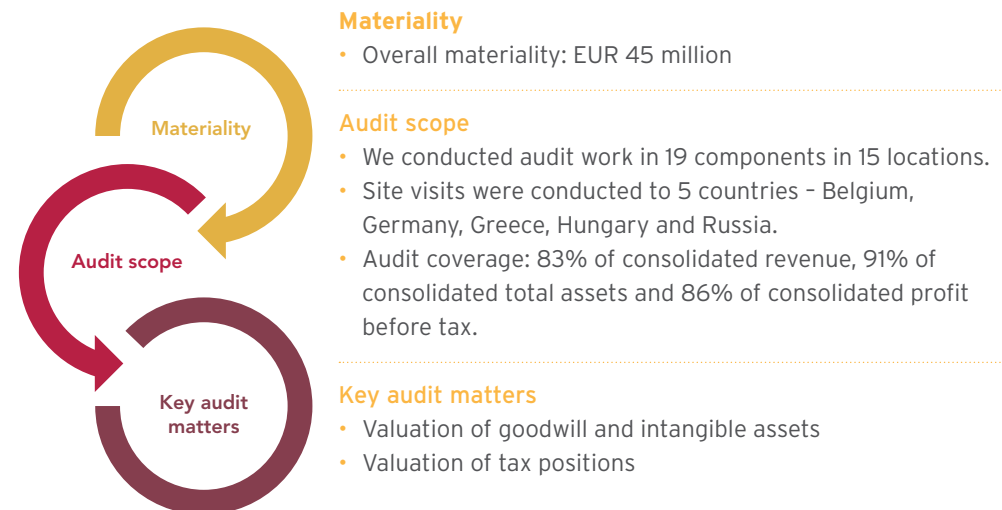 Materiality
• Overall materiality: EUR 45 million
Materiality
Audit scope
• We conducted audit work in 19 components in 15 locations.
• Site visits were conducted to 5 countries – Belgium,
Germany, Greece, Hungary and Russia.
• Audit coverage: 83% of consolidated revenue, 91% of
consolidated total assets and 86% of consolidated profit
before tax.
Audit scope
Key audit matters
• Valuation of goodwill and intangible assets
• Valuation of tax positions
Key audit
matters